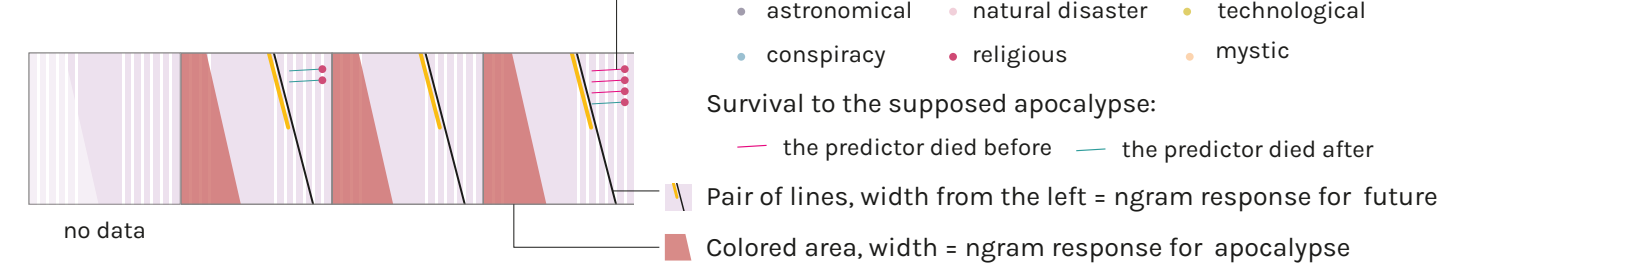 astronomical natural disaster technological
conspiracy religious mystic
Survival to the supposed apocalypse:
the predictor died before the predictor died after
Pair of lines, width from the left = ngram response for future
no data
Colored area, width = ngram response for apocalypse